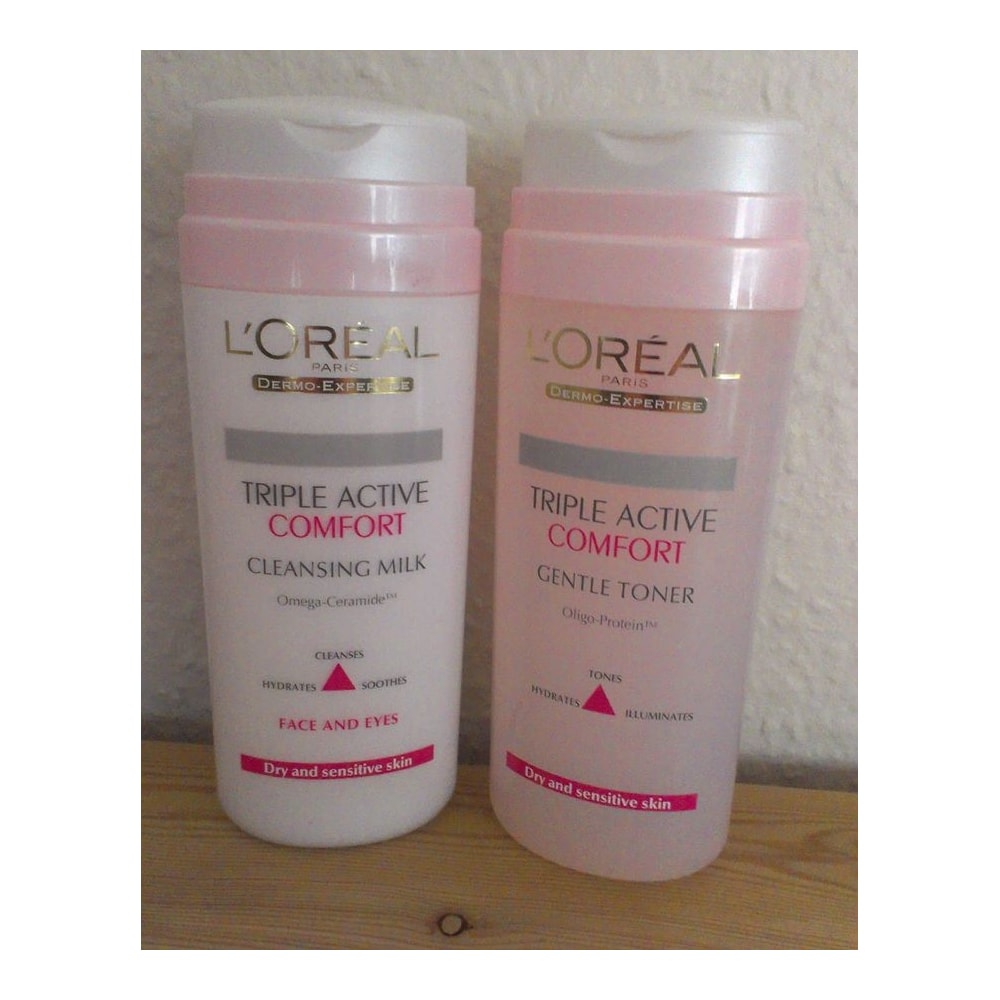 L'ORÉAL
PARIS
DERMO-EXPERTISE
TRIPLE ACTIVE
COMFORT
CLEANSING MILK
Omega-Ceramide™
CLEANSES
HYDRATES SOOTHES
FACE AND EYES
Dry and sensitive skin
L'ORÉAL
PARIS
DERMO-EXPERTISE
TRIPLE ACTIVE
COMFORT
GENTLE TONER
Oligo-Protein™
TONES
HYDRATES ILLUMINATES
Dry and sensitive skin